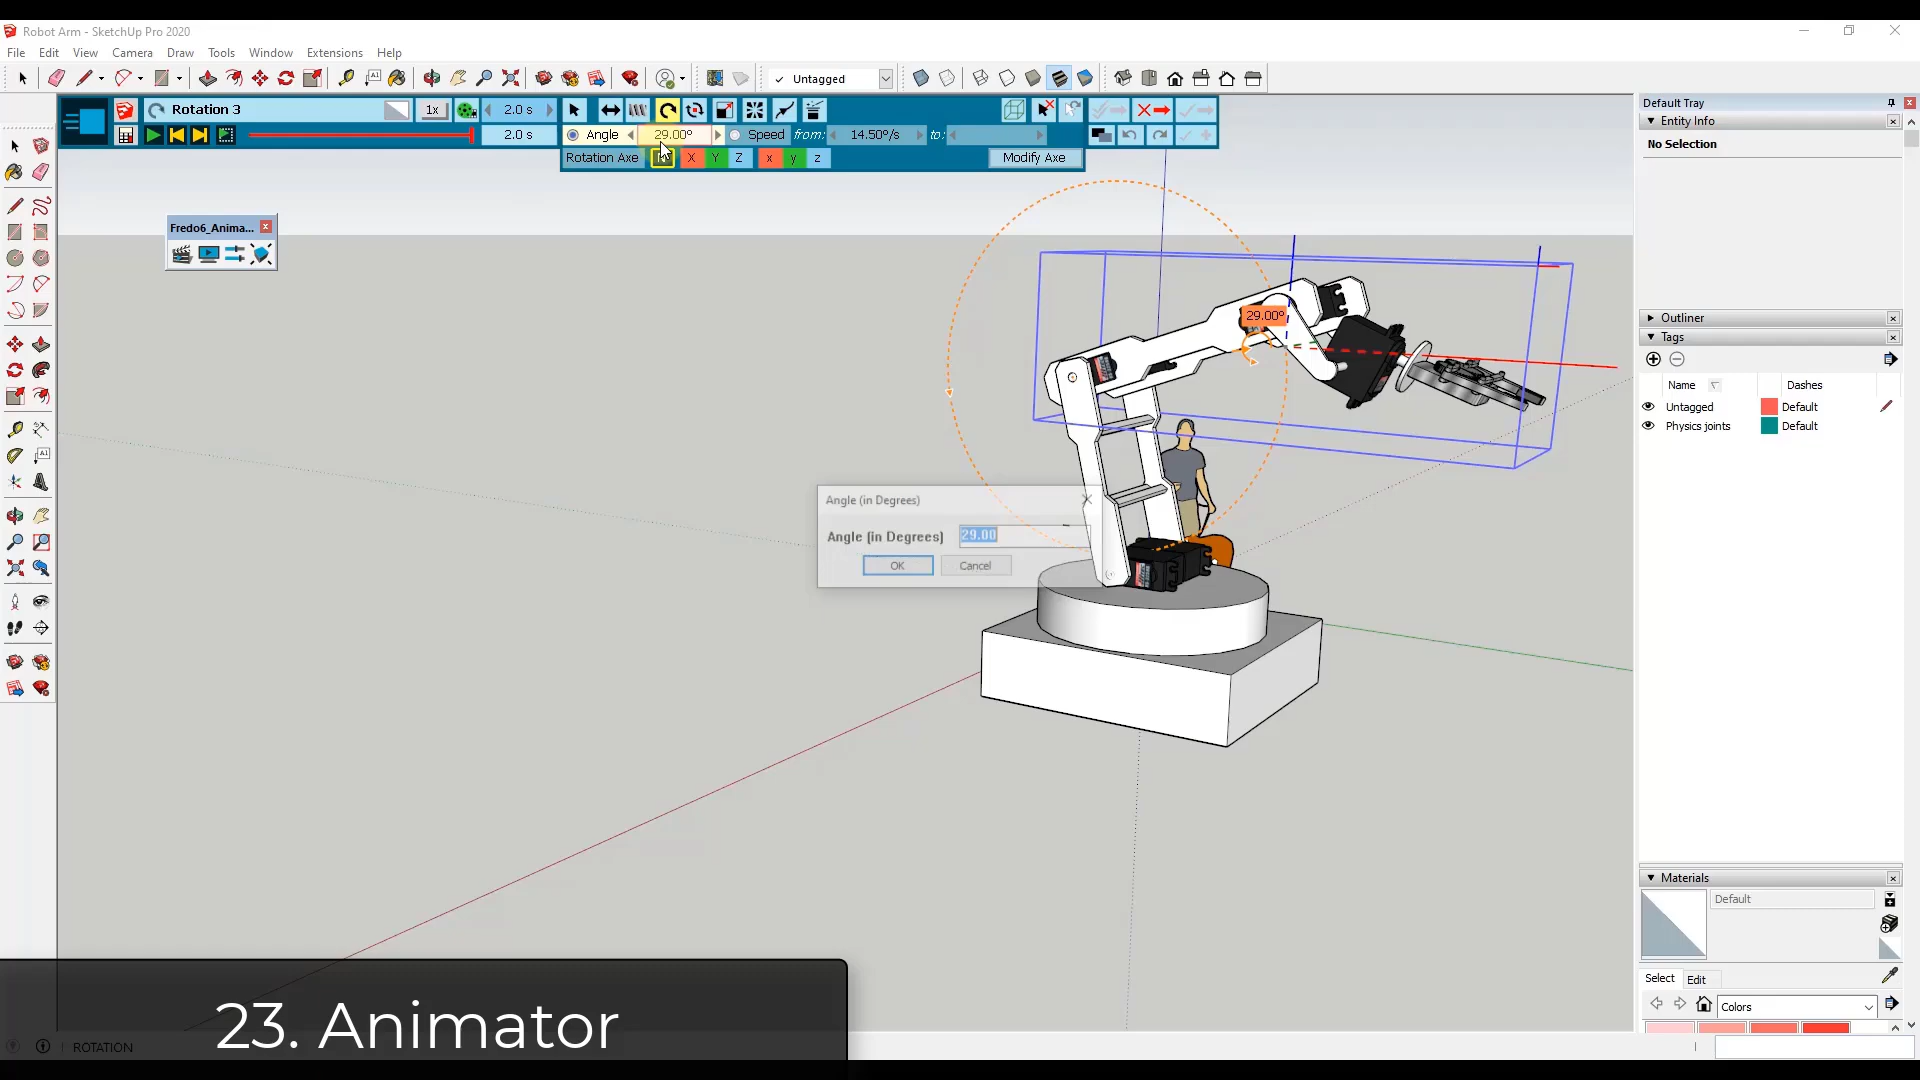 Robot Arm - SketchUp Pro 2020
File Edit View Camera Draw Tools Window Extensions Help
Untagged
Rotation 3 1x 2.0 s
2.0 s Angle 29.00º Speed from: 14.50º/s to:
Rotation Axe X Y Z x y z Modify Axe
Fredo6_Anima...
29.00º
Angle (in Degrees)
Angle (in Degrees) 29.00
OK Cancel
Default Tray
Entity Info
No Selection
Outliner
Tags
Name Dashes
Untagged Default
Physics joints Default
Materials
Default
Select Edit
Colors
23. Animator
ROTATION